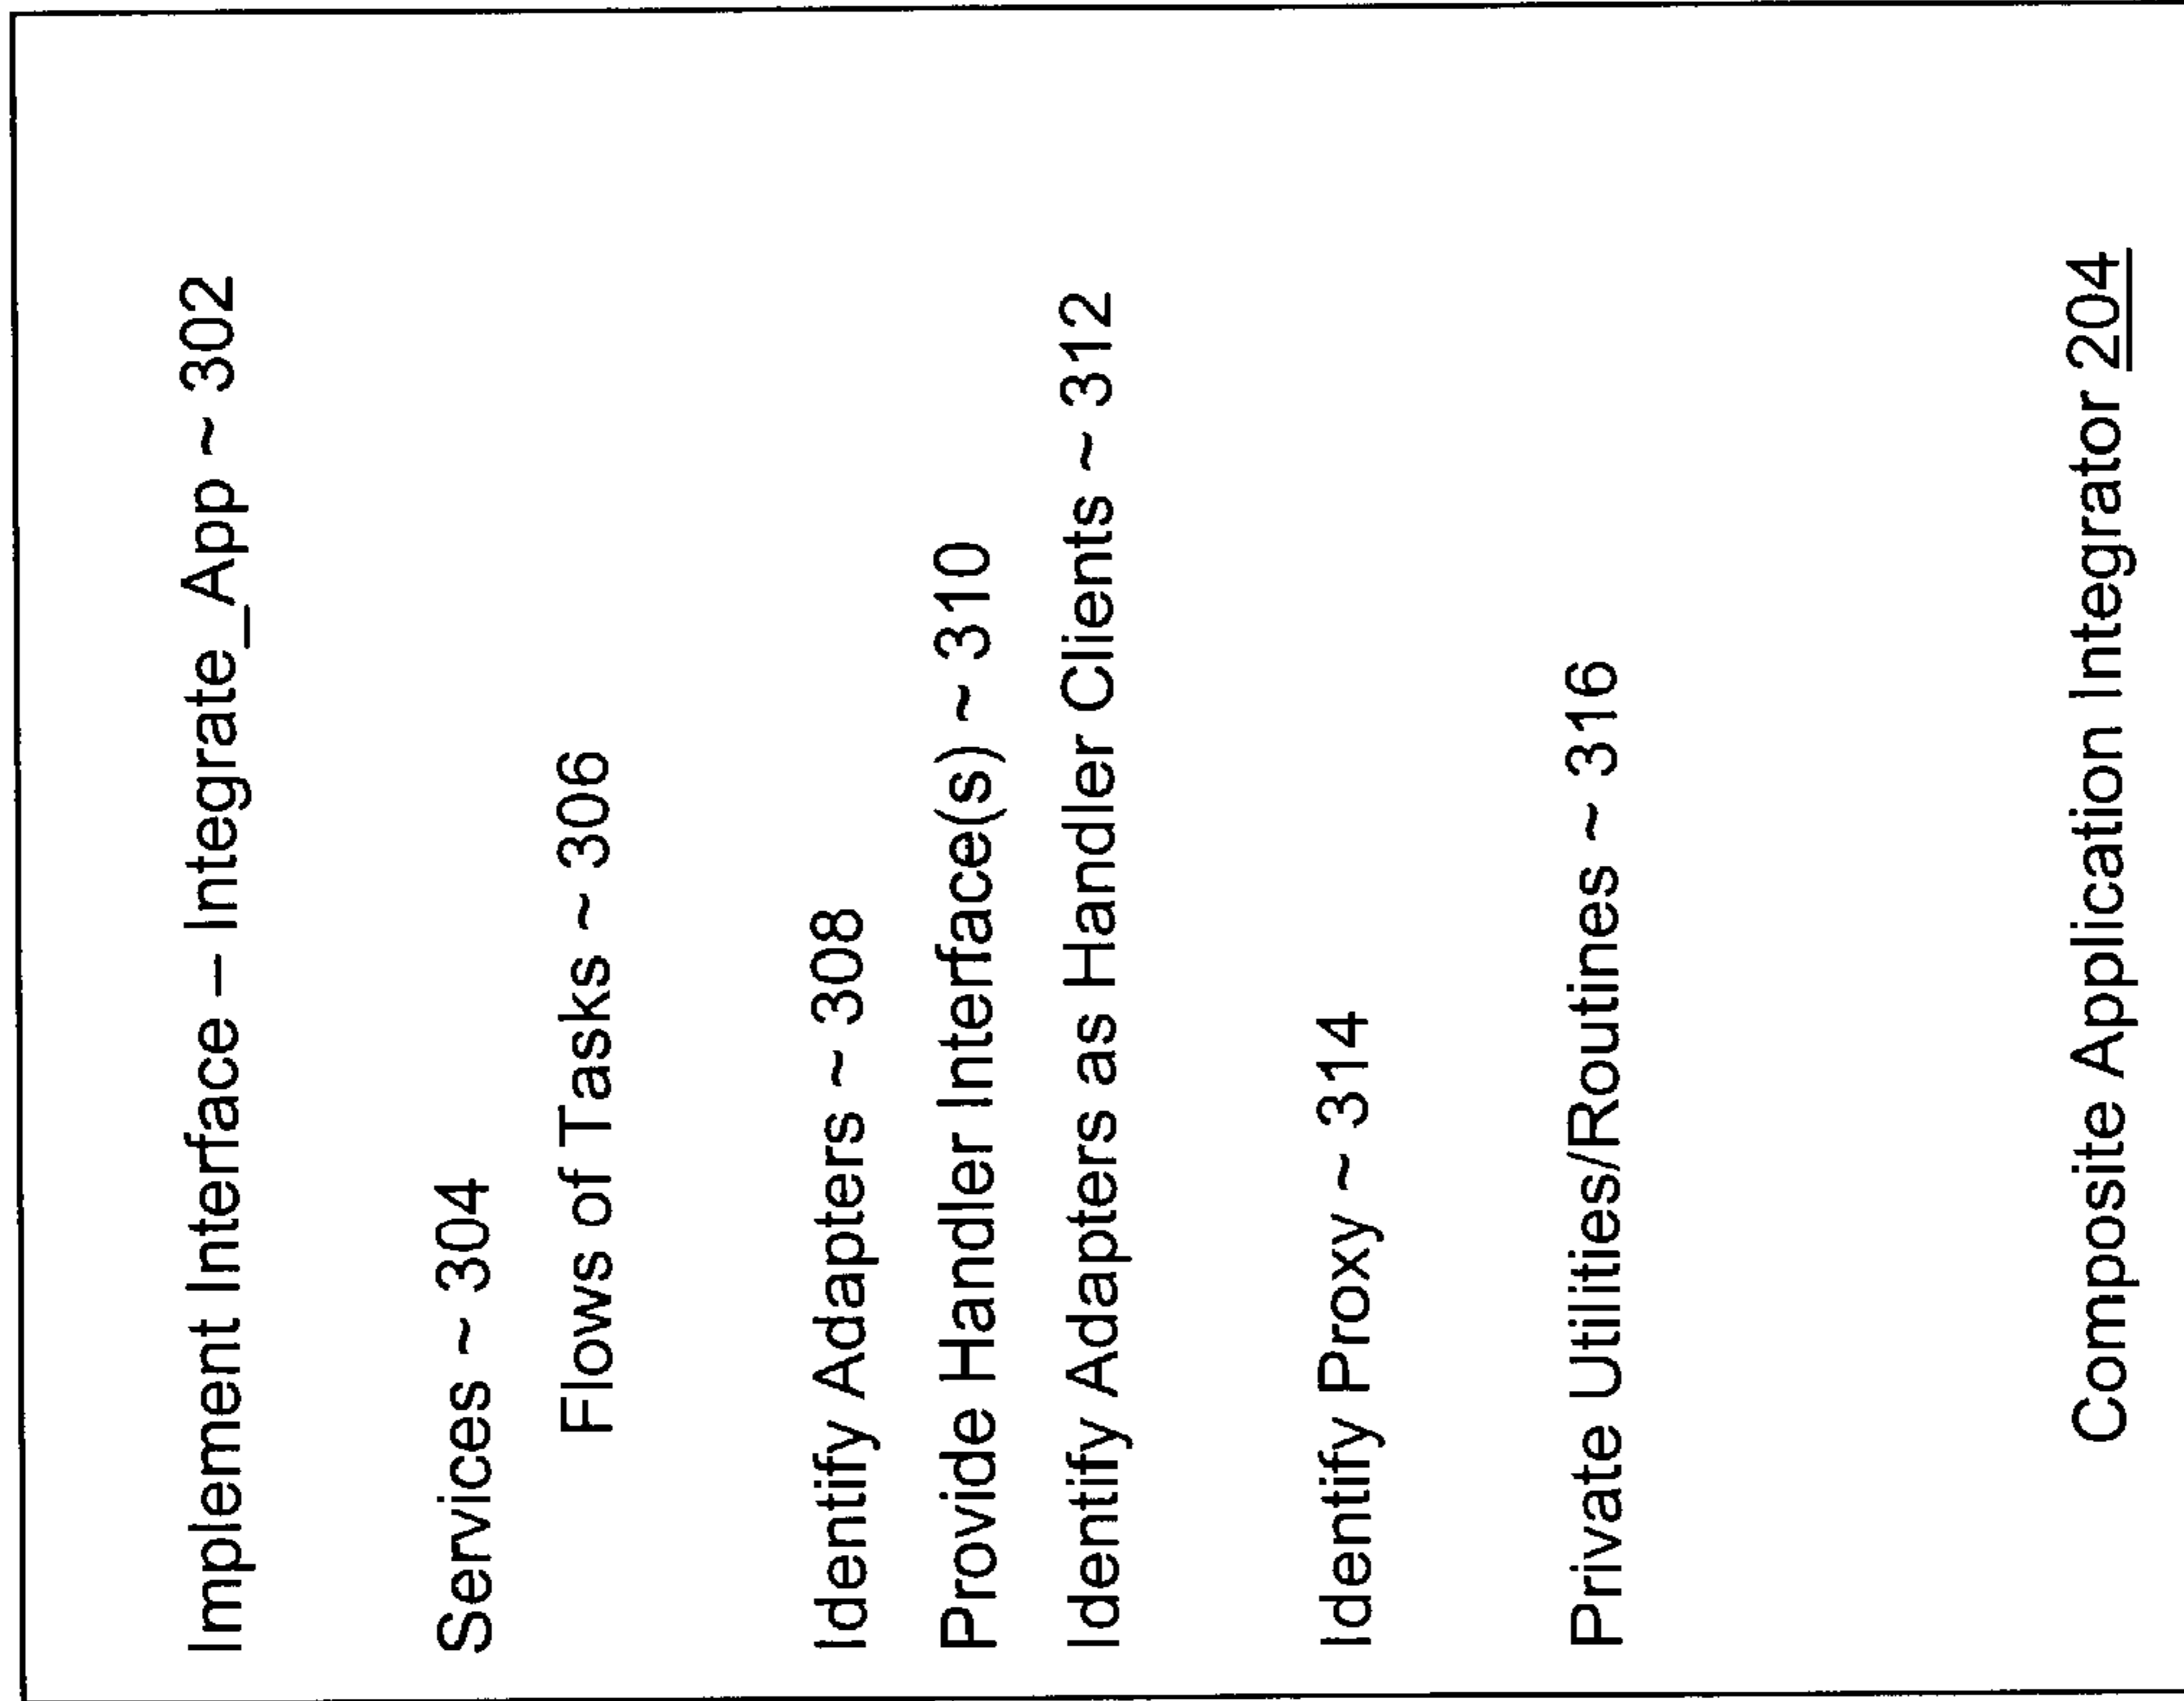 Implement Interface – Integrate_App ~ 302
Services ~ 304
Flows of Tasks ~ 306
Identify Adapters ~ 308
Provide Handler Interface(s) ~ 310
Identify Adapters as Handler Clients ~ 312
Identify Proxy ~ 314
Private Utilities/Routines ~ 316
Composite Application Integrator 204